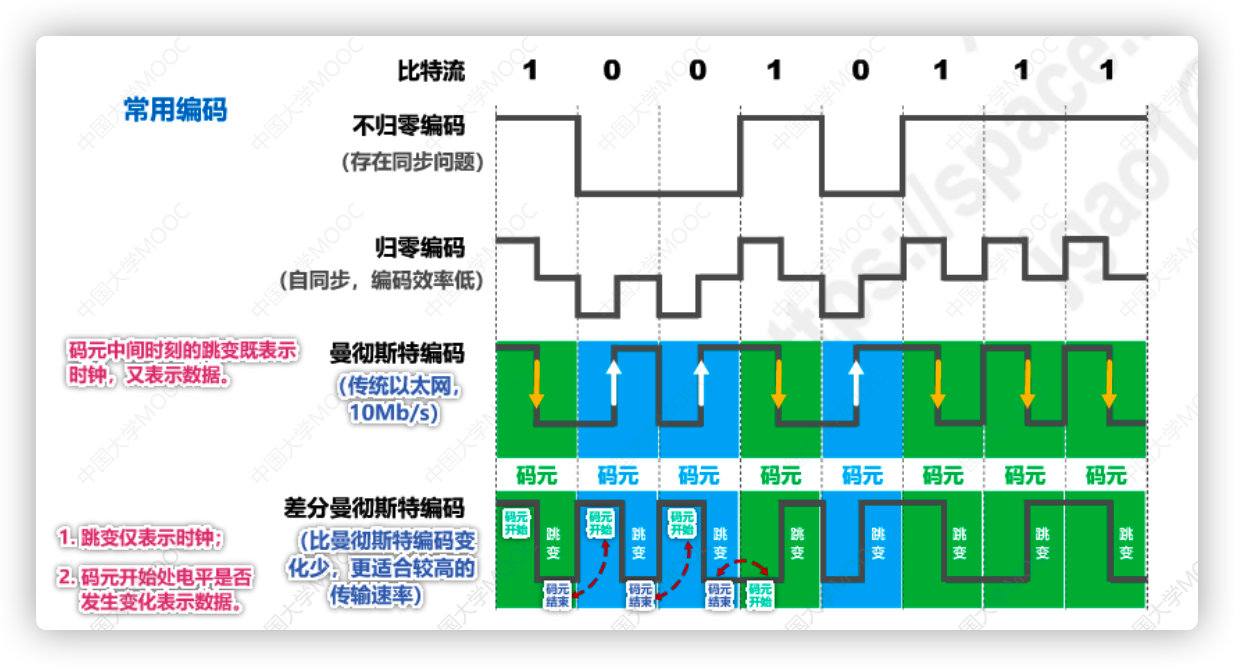 比特流 1 0 0 1 0 1 1 1
常用编码
不归零编码
(存在同步问题)
归零编码
(自同步，编码效率低)
码元中间时刻的跳变既表示
时钟，又表示数据。
曼彻斯特编码
(传统以太网，
10Mb/s)
码元 码元 码元 码元 码元 码元 码元 码元
差分曼彻斯特编码
(比曼彻斯特编码变
化少，更适合较高的
传输速率)
1. 跳变仅表示时钟；
2. 码元开始处电平是否
发生变化表示数据。
码元
开始
跳
变
码元
结束
码元
开始
跳
变
码元
结束
码元
开始
跳
变
码元
结束
码元
开始
跳
变
跳
变
跳
变
跳
变
跳
变
中国大学MOOC